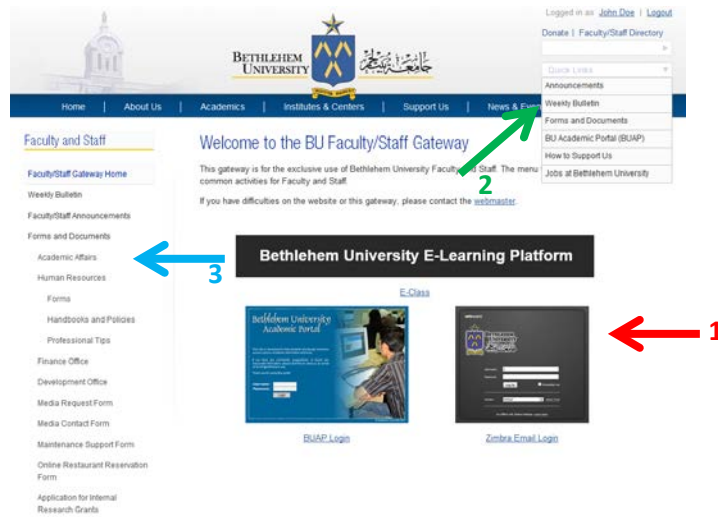 Logged in as John Doe | Logout
Donate | Faculty/Staff Directory
BETHLEHEM
UNIVERSITY
Quick Links
Announcements
Weekly Bulletin
Forms and Documents
BU Academic Portal (BUAP)
How to Support Us
Jobs at Bethlehem University
Home | About Us | Academics | Institutes & Centers | Support Us | News & Even
Faculty and Staff
Faculty/Staff Gateway Home
Weekly Bulletin
Faculty/Staff Announcements
Forms and Documents
Academic Affairs
Human Resources
Forms
Handbooks and Policies
Professional Tips
Finance Office
Development Office
Media Request Form
Media Contact Form
Maintenance Support Form
Online Restaurant Reservation
Form
Application for Internal
Research Grants
Welcome to the BU Faculty/Staff Gateway
This gateway is for the exclusive use of Bethlehem University Faculty and Staff. The menu
common activities for Faculty and Staff.
If you have difficulties on the website or this gateway, please contact the webmaster.
2
3
Bethlehem University E-Learning Platform
E-Class
Bethlehem University
Academic Portal
1
BUAP Login
Zimbra Email Login